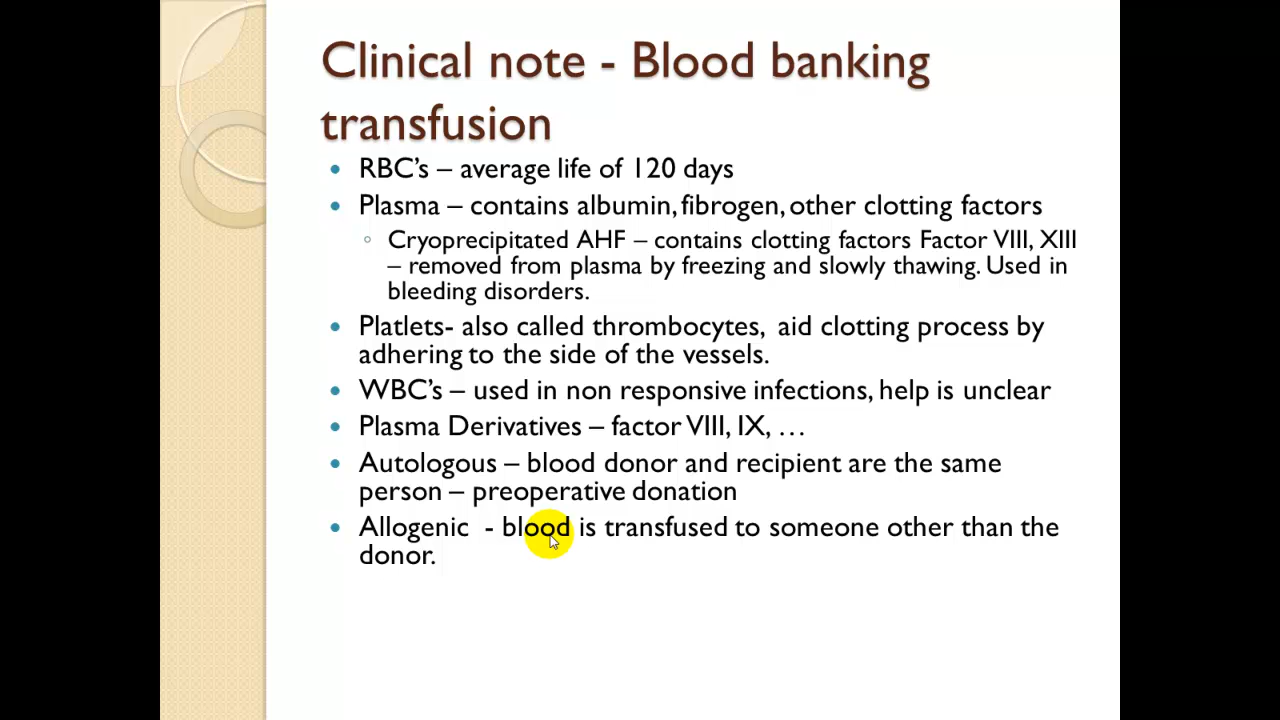 Clinical note - Blood banking
transfusion
• RBC's – average life of 120 days
• Plasma – contains albumin, fibrogen, other clotting factors
◦ Cryoprecipitated AHF – contains clotting factors Factor VIII, XIII
– removed from plasma by freezing and slowly thawing. Used in
bleeding disorders.
• Platlets- also called thrombocytes, aid clotting process by
adhering to the side of the vessels.
• WBC's – used in non responsive infections, help is unclear
• Plasma Derivatives – factor VIII, IX, …
• Autologous – blood donor and recipient are the same
person – preoperative donation
• Allogenic - blood is transfused to someone other than the
donor.